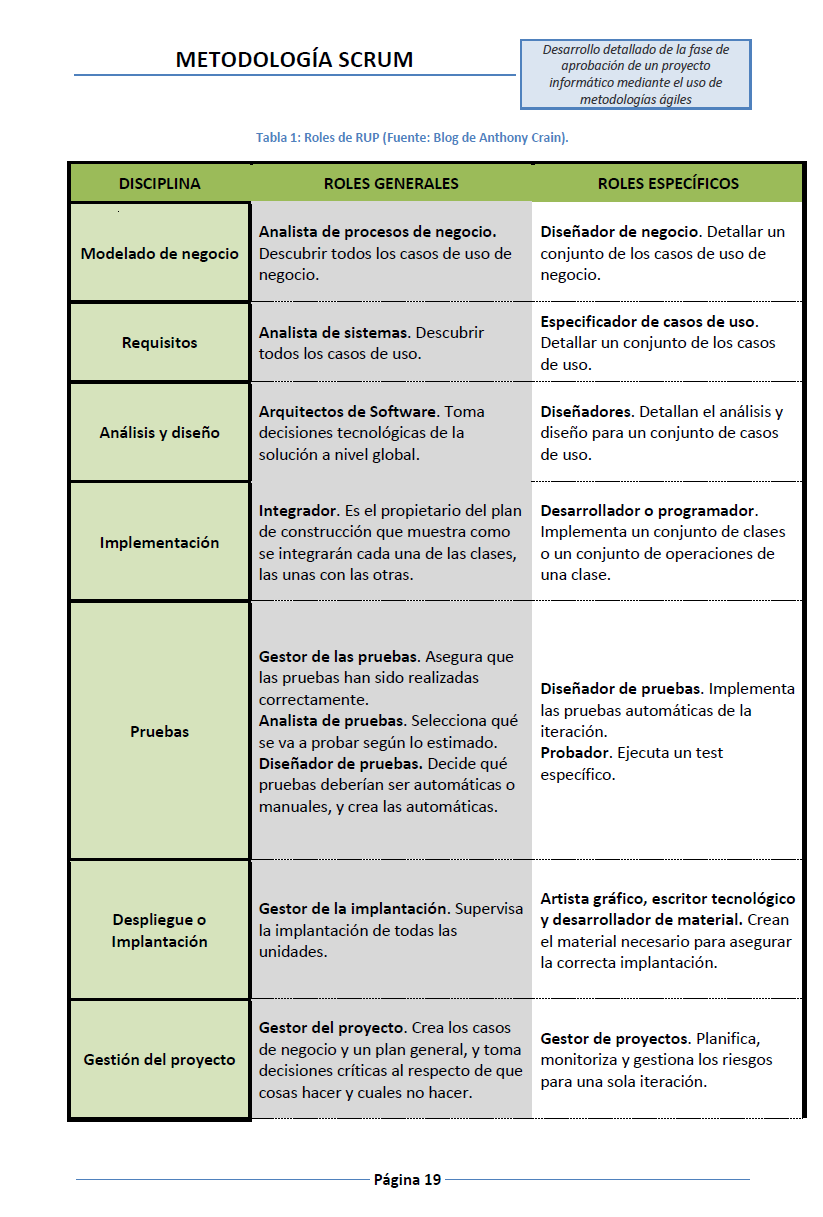 METODOLOGÍA SCRUM
Desarrollo detallado de la fase de
aprobación de un proyecto
informático mediante el uso de
metodologías ágiles
Tabla 1: Roles de RUP (Fuente: Blog de Anthony Crain).
DISCIPLINA
ROLES GENERALES
ROLES ESPECÍFICOS
Modelado de negocio
Analista de procesos de negocio.
Descubrir todos los casos de uso de
negocio.
Diseñador de negocio. Detallar un
conjunto de los casos de uso de
negocio.
Requisitos
Analista de sistemas. Descubrir
todos los casos de uso.
Especificador de casos de uso.
Detallar un conjunto de los casos
de uso.
Análisis y diseño
Arquitectos de Software. Toma
decisiones tecnológicas de la
solución a nivel global.
Diseñadores. Detallan el análisis y
diseño para un conjunto de casos
de uso.
Implementación
Integrador. Es el propietario del plan
de construcción que muestra como
se integrarán cada una de las clases,
las unas con las otras.
Desarrollador o programador.
Implementa un conjunto de clases
o un conjunto de operaciones de
una clase.
Pruebas
Gestor de las pruebas. Asegura que
las pruebas han sido realizadas
correctamente.
Analista de pruebas. Selecciona qué
se va a probar según lo estimado.
Diseñador de pruebas. Decide qué
pruebas deberían ser automáticas o
manuales, y crea las automáticas.
Diseñador de pruebas. Implementa
las pruebas automáticas de la
iteración.
Probador. Ejecuta un test
específico.
Despliegue o
Implantación
Gestor de la implantación. Supervisa
la implantación de todas las
unidades.
Artista gráfico, escritor tecnológico
y desarrollador de material. Crean
el material necesario para asegurar
la correcta implantación.
Gestión del proyecto
Gestor del proyecto. Crea los casos
de negocio y un plan general, y toma
decisiones críticas al respecto de que
cosas hacer y cuales no hacer.
Gestor de proyectos. Planifica,
monitoriza y gestiona los riesgos
para una sola iteración.
Página 19